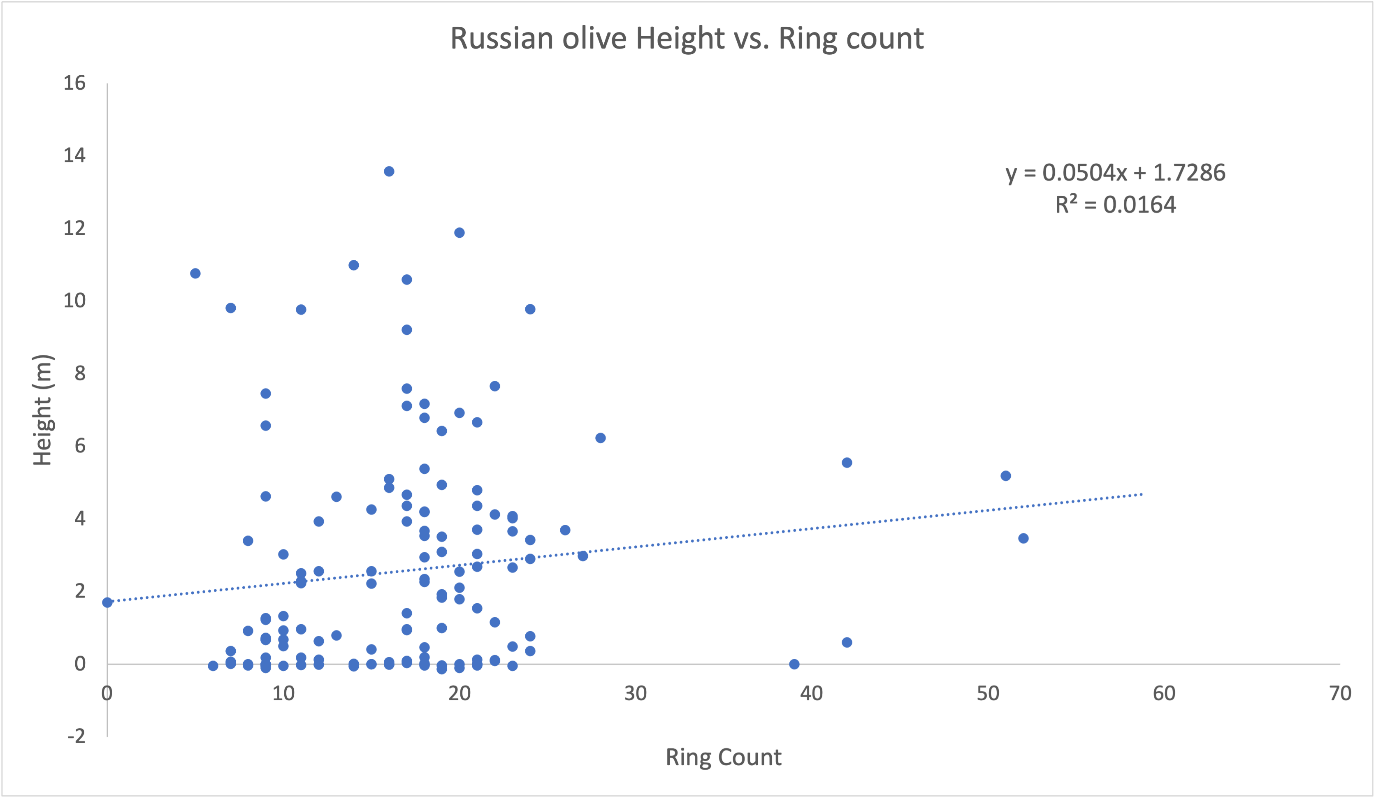 Russian olive Height vs. Ring count
16
14
12
10
8
6
4
2
0
-2
Height (m)
y = 0.0504x + 1.7286
R² = 0.0164
0 10 20 30 40 50 60 70
Ring Count